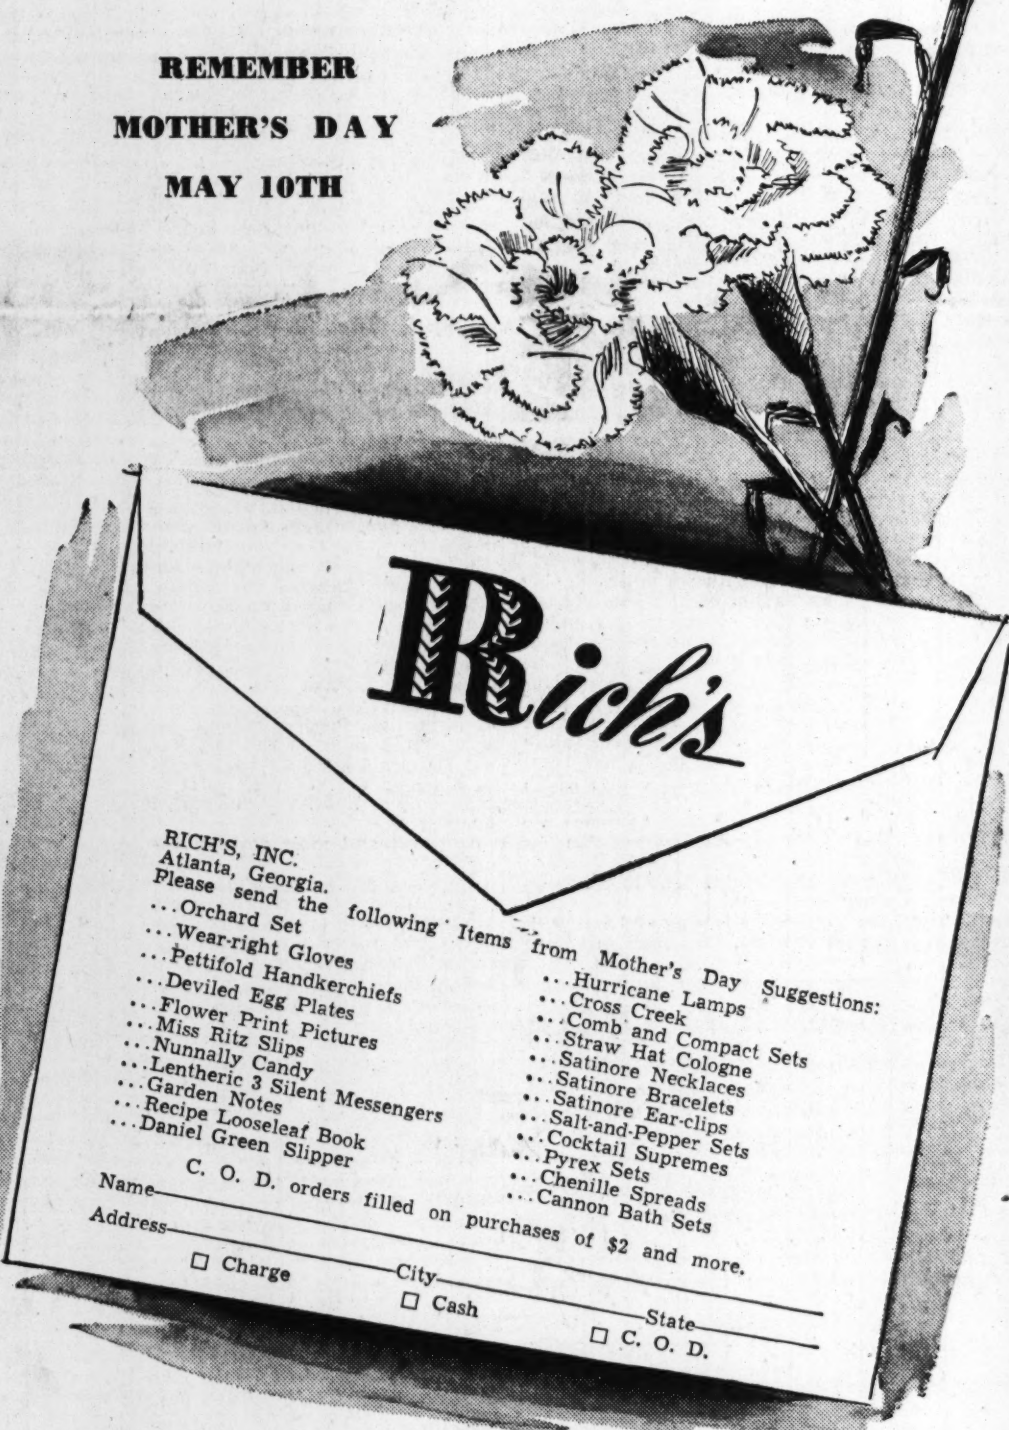 REMEMBER
MOTHER'S DAY
MAY 10TH
Rich's
RICH'S, INC.
Atlanta, Georgia.
Please send the following Items from Mother's Day Suggestions:
...Orchard Set
...Wear-right Gloves
...Pettifold Handkerchiefs
...Deviled Egg Plates
...Flower Print Pictures
...Miss Ritz Slips
...Nunnally Candy
...Lentheric 3 Silent Messengers
...Garden Notes
...Recipe Looseleaf Book
...Daniel Green Slipper
...Hurricane Lamps
...Cross Creek
...Comb and Compact Sets
...Straw Hat Cologne
...Satinore Necklaces
...Satinore Bracelets
...Satinore Ear-clips
...Salt-and-Pepper Sets
...Cocktail Supremes
...Pyrex Sets
...Chenille Spreads
...Cannon Bath Sets
C. O. D. orders filled on purchases of $2 and more.
Name
Address City State
☐ Charge ☐ Cash ☐ C. O. D.